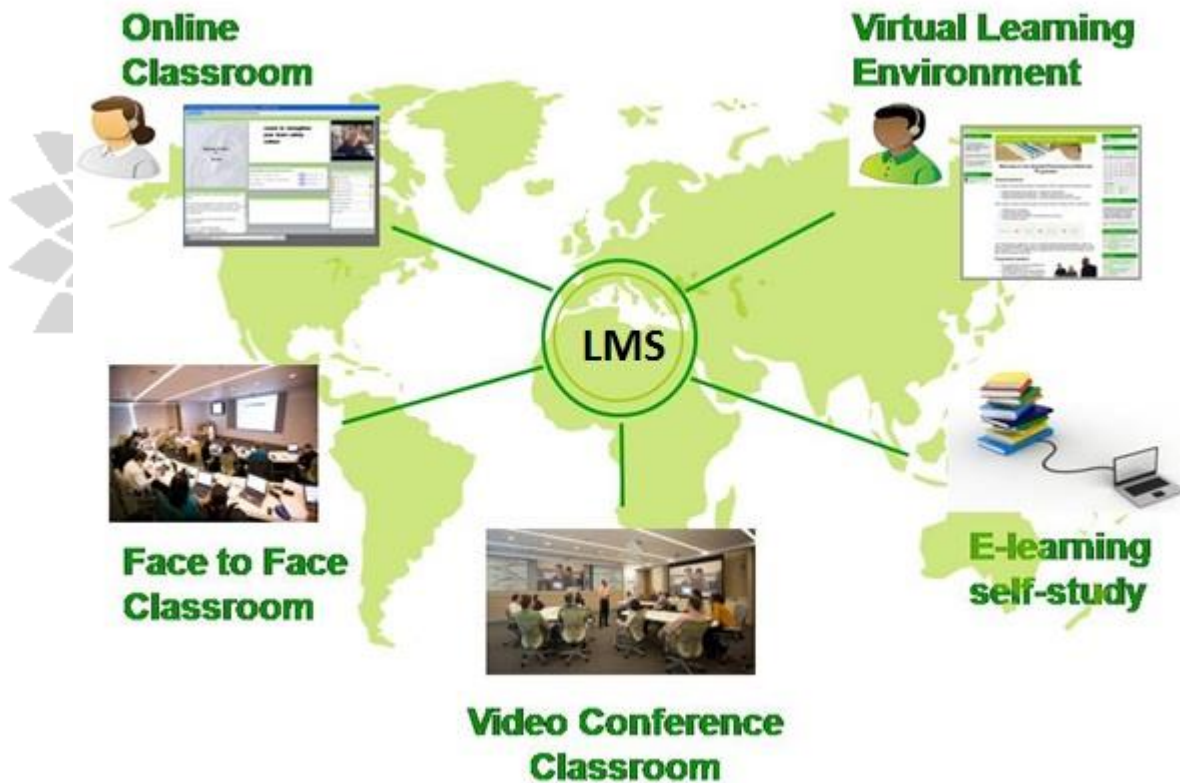 Online
Classroom
Virtual Learning
Environment
LMS
Face to Face
Classroom
E-learning
self-study
Video Conference
Classroom